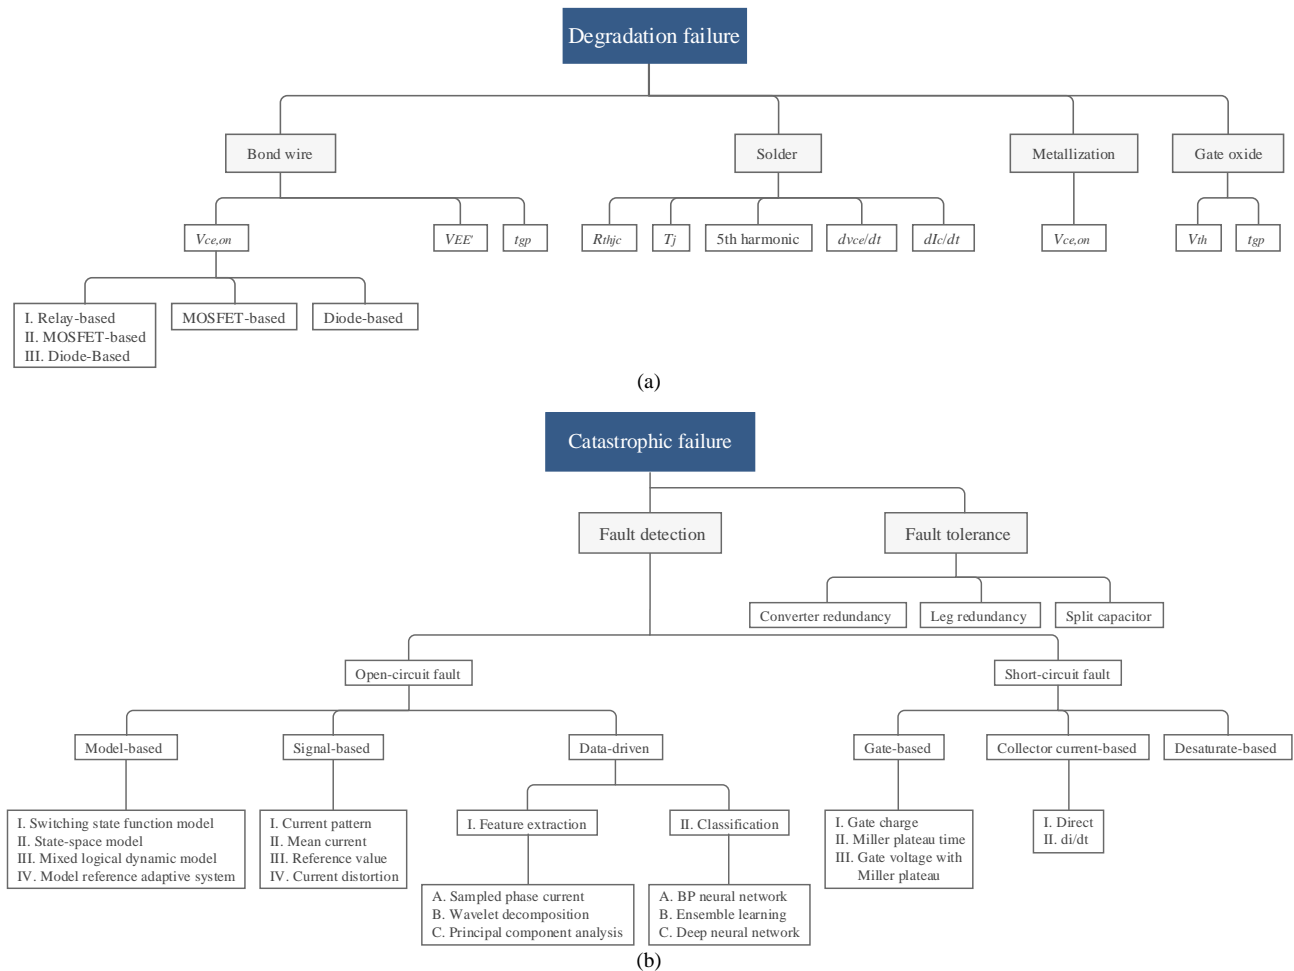 Degradation failure
Bond wire
Solder
Metallization
Gate oxide
Vce,on
VEE'
tgp
Rthjc
Tj
5th harmonic
dvce/dt
dIc/dt
Vce,on
Vth
tgp
I. Relay-based
II. MOSFET-based
III. Diode-Based
MOSFET-based
Diode-based
(a)
Catastrophic failure
Fault detection
Fault tolerance
Converter redundancy
Leg redundancy
Split capacitor
Open-circuit fault
Short-circuit fault
Model-based
Signal-based
Data-driven
Gate-based
Collector current-based
Desaturate-based
I. Switching state function model
II. State-space model
III. Mixed logical dynamic model
IV. Model reference adaptive system
I. Current pattern
II. Mean current
III. Reference value
IV. Current distortion
I. Feature extraction
II. Classification
I. Gate charge
II. Miller plateau time
III. Gate voltage with
Miller plateau
I. Direct
II. di/dt
A. Sampled phase current
B. Wavelet decomposition
C. Principal component analysis
A. BP neural network
B. Ensemble learning
C. Deep neural network
(b)